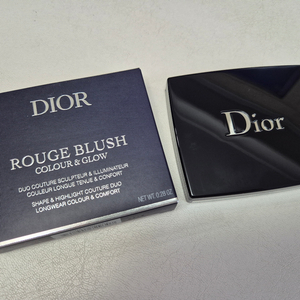 DIOR
ROUGE BLUSH
COLOUR & GLOW
DUO COUTURE SCULPTEUR & ILLUMINATEUR
COULEUR LONGUE TENUE & CONFORT
SHAPE & HIGHLIGHT COUTURE DUO
LONGWEAR COLOUR & COMFORT
NET WT. 0.28 OZ
Dior